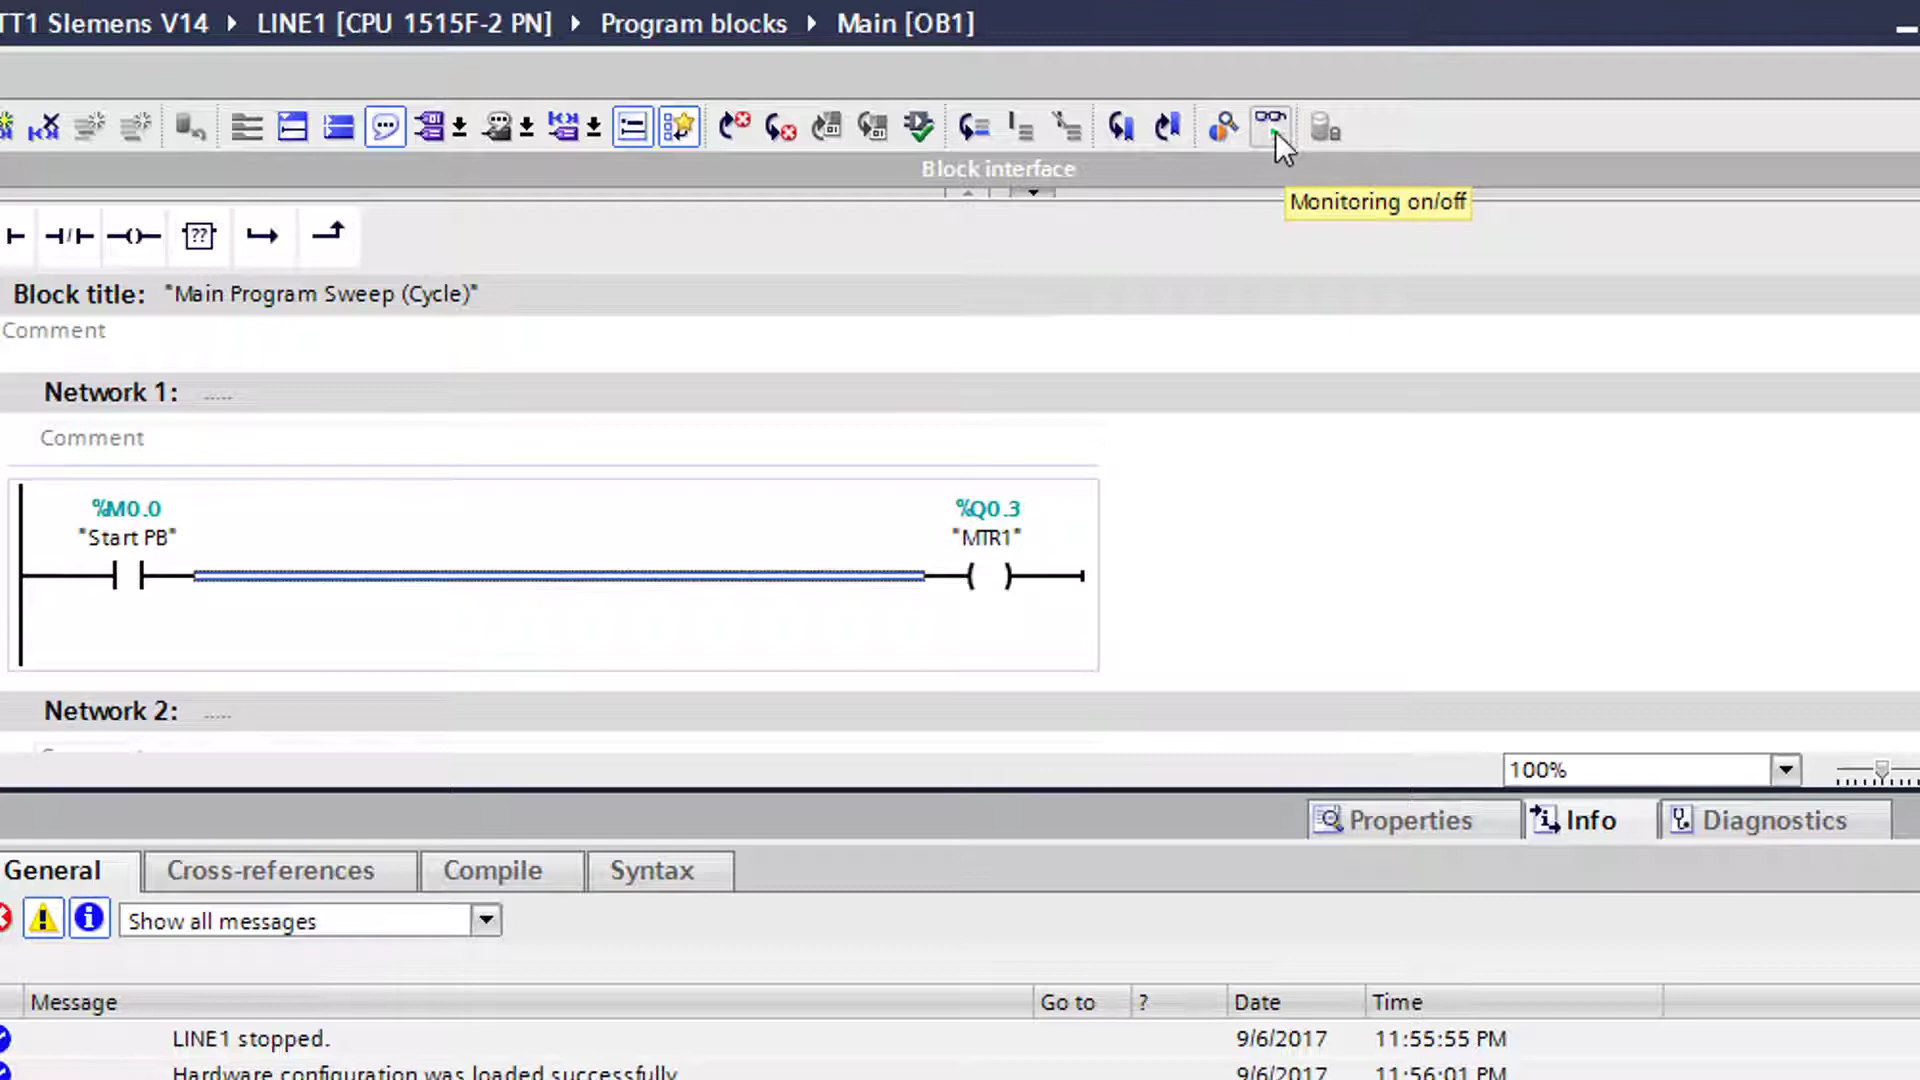 TT1 SIemens V14 ▸ LINE1 [CPU 1515F-2 PN] ▸ Program blocks ▸ Main [OB1]
Block interface
Monitoring on/off
??
Block title: "Main Program Sweep (Cycle)"
Comment
Network 1: .....
Comment
%M0.0 %Q0.3
"Start PB" "MTR1"
Network 2: .....
100%
Properties Info Diagnostics
General Cross-references Compile Syntax
Show all messages
Message Go to ? Date Time
LINE1 stopped. 9/6/2017 11:55:55 PM
Hardware configuration was loaded successfully 9/6/2017 11:56:01 PM